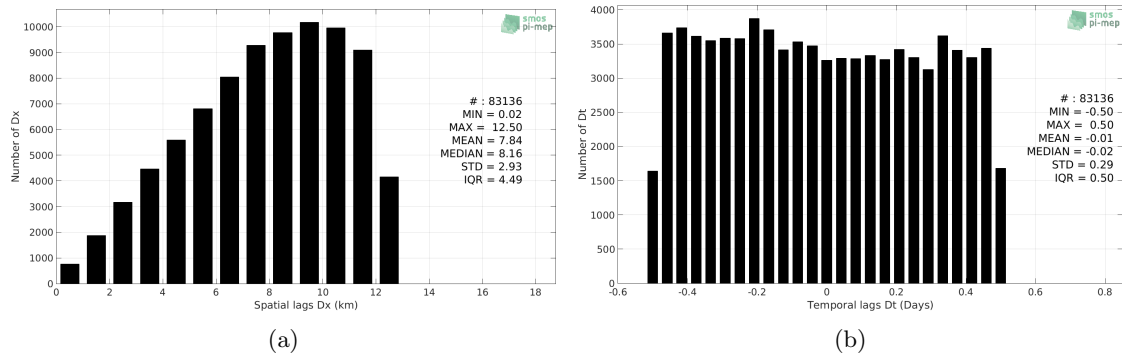 smos
pi-mep
10000
9000
8000
7000
6000
5000
4000
3000
2000
1000
0
Number of Dx
# : 83136
MIN = 0.02
MAX = 12.50
MEAN = 7.84
MEDIAN = 8.16
STD = 2.93
IQR = 4.49
0 2 4 6 8 10 12 14 16 18
Spatial lags Dx (km)
(a)
smos
pi-mep
4000
3500
3000
2500
2000
1500
1000
500
0
Number of Dt
# : 83136
MIN = -0.50
MAX = 0.50
MEAN = -0.01
MEDIAN = -0.02
STD = 0.29
IQR = 0.50
-0.6 -0.4 -0.2 0 0.2 0.4 0.6 0.8
Temporal lags Dt (Days)
(b)